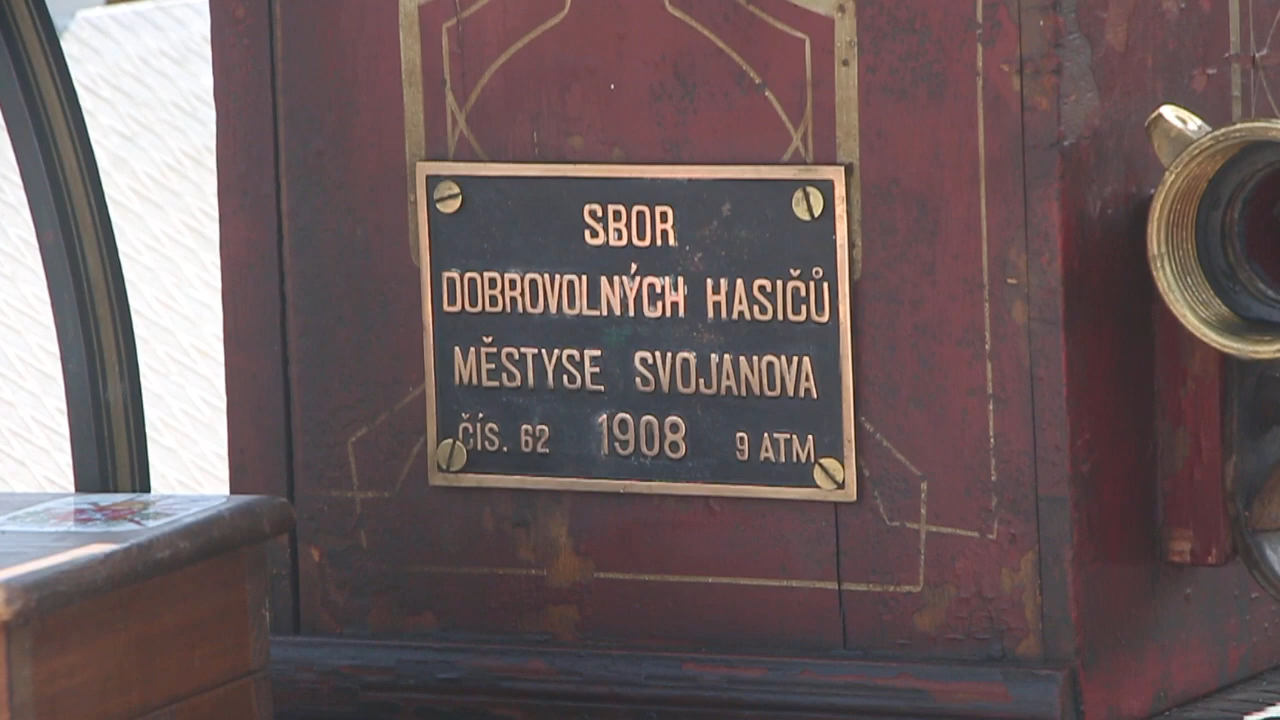 SBOR
DOBROVOLNÝCH HASIČŮ
MĚSTYSE SVOJANOVA
ČÍS. 62 1908 9 ATM